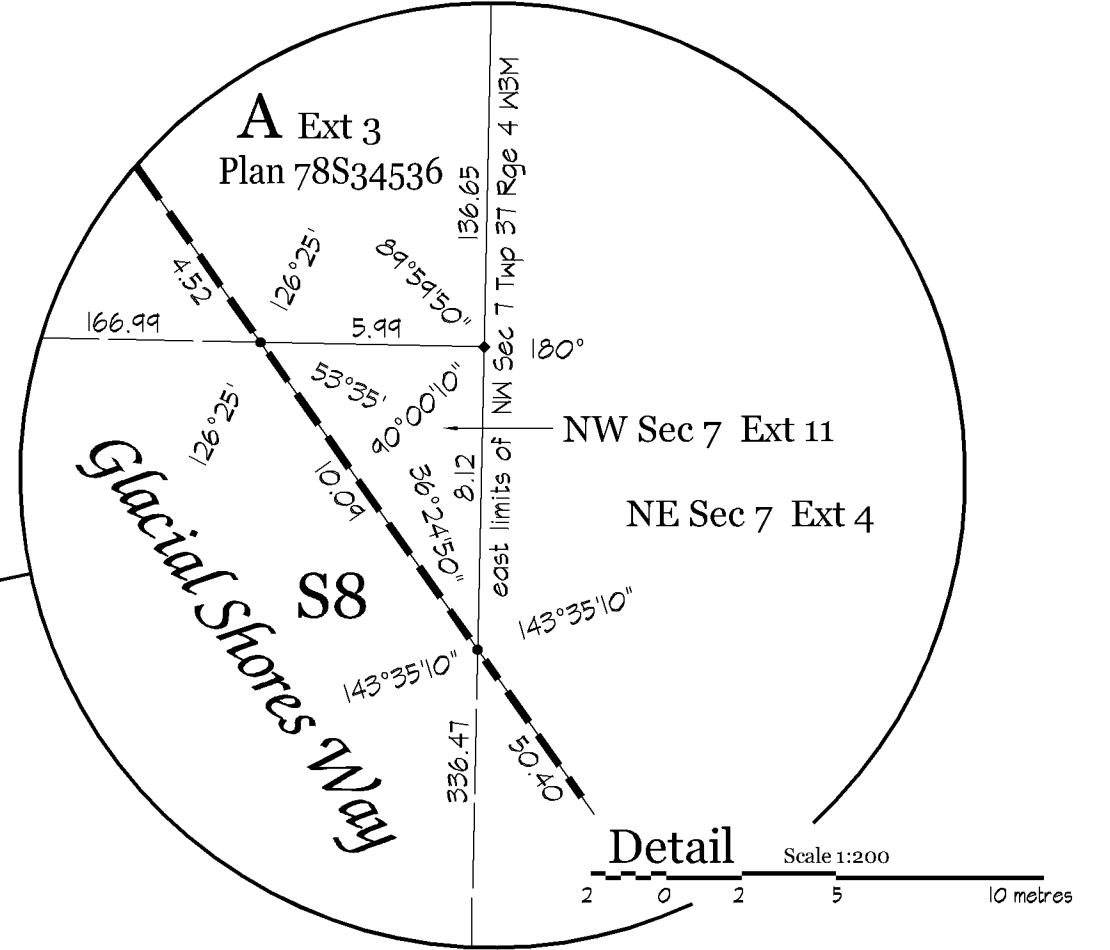 A Ext 3
Plan 78S34536
136.65
east limits of NW Sec 7 Twp 37 Rge 4 W3M
4.52
126°25'
89°59'50"
166.99
5.99
180°
53°35'
90°00'10"
126°25'
NW Sec 7 Ext 11
8.12
10.09
36°24'50"
NE Sec 7 Ext 4
Glacial Shores Way
S8
143°35'10"
143°35'10"
336.47
50.40
Detail
Scale 1:200
2 0 2 5 10 metres